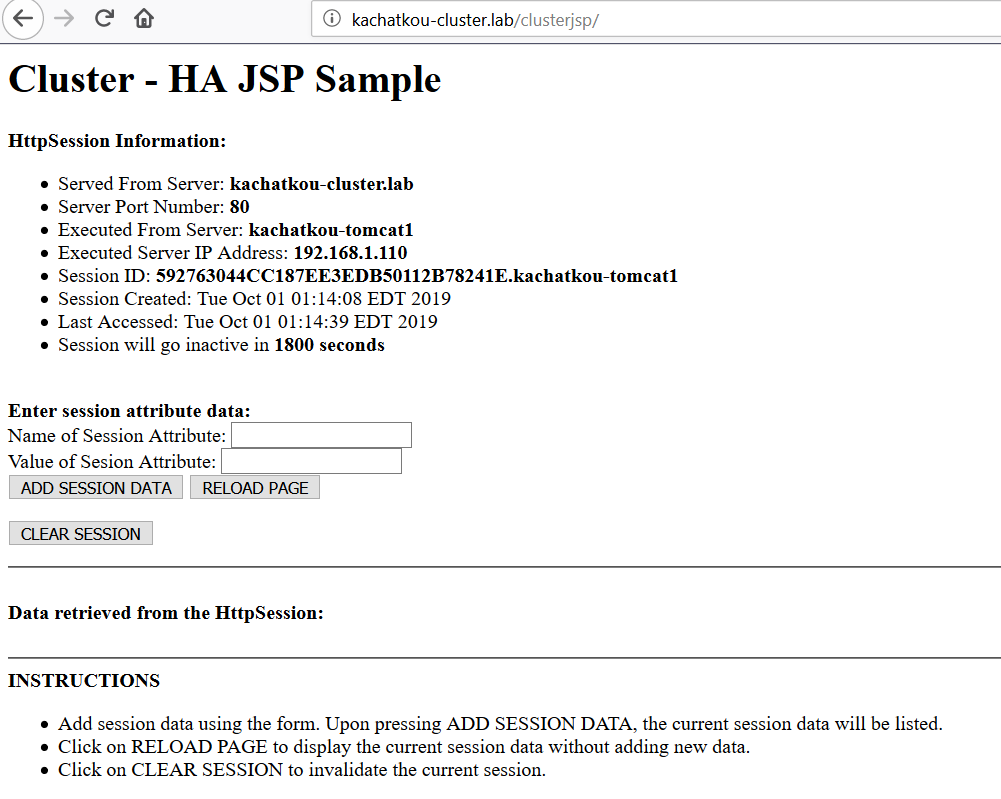 kachatkou-cluster.lab/clusterjsp/
Cluster - HA JSP Sample
HttpSession Information:
Served From Server: kachatkou-cluster.lab
Server Port Number: 80
Executed From Server: kachatkou-tomcat1
Executed Server IP Address: 192.168.1.110
Session ID: 592763044CC187EE3EDB50112B78241E.kachatkou-tomcat1
Session Created: Tue Oct 01 01:14:08 EDT 2019
Last Accessed: Tue Oct 01 01:14:39 EDT 2019
Session will go inactive in 1800 seconds
Enter session attribute data:
Name of Session Attribute:
Value of Sesion Attribute:
ADD SESSION DATA RELOAD PAGE
CLEAR SESSION
Data retrieved from the HttpSession:
INSTRUCTIONS
Add session data using the form. Upon pressing ADD SESSION DATA, the current session data will be listed.
Click on RELOAD PAGE to display the current session data without adding new data.
Click on CLEAR SESSION to invalidate the current session.